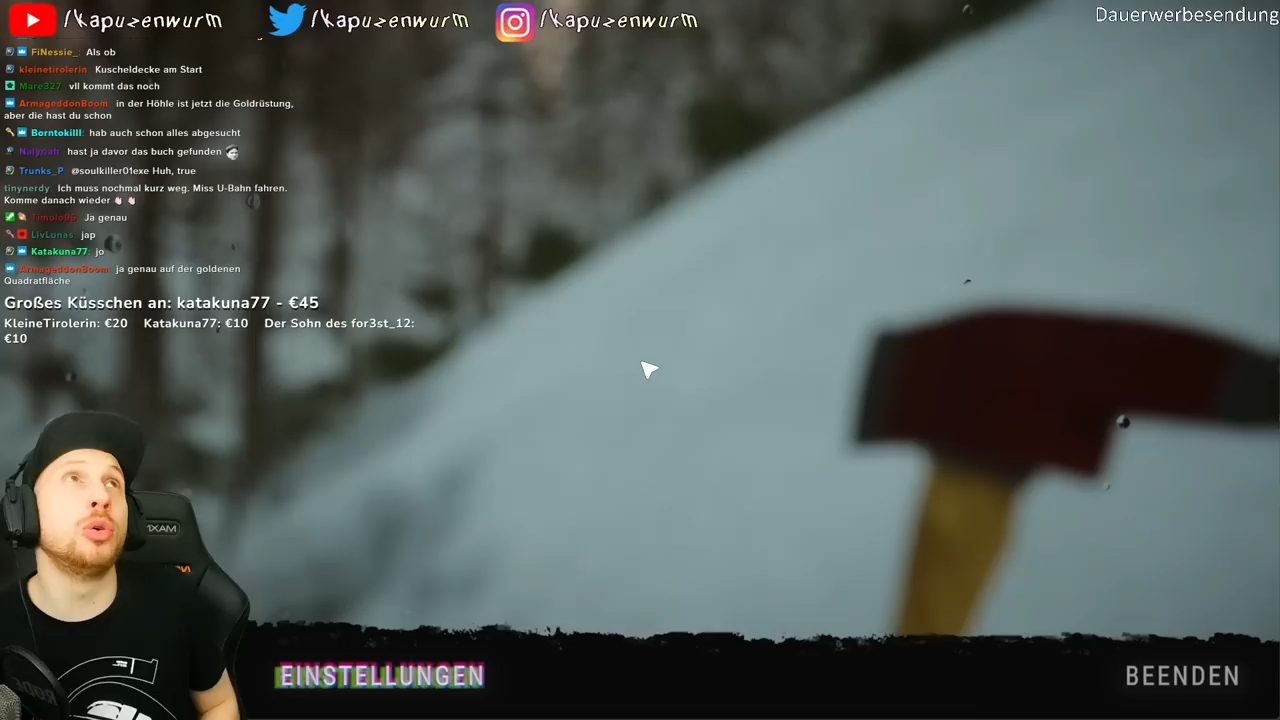 /kapuzenwurm
/kapuzenwurm
/kapuzenwurm
Dauerwerbesendung
FiNessie_: Als ob
kleinetirolerin: Kuscheldecke am Start
Mare327: vll kommt das noch
ArmageddonBoom: in der Höhle ist jetzt die Goldrüstung,
aber die hast du schon
Borntokilll: hab auch schon alles abgesucht
hast ja davor das buch gefunden
Trunks_P: @soulkiller01exe Huh, true
tinynerdy: Ich muss nochmal kurz weg. Miss U-Bahn fahren.
Komme danach wieder
Ja genau
LivLunas: jap
Katakuna77: jo
ArmageddonBoom: ja genau auf der goldenen
Quadratfläche
Großes Küsschen an: katakuna77 - €45
KleineTirolerin: €20 Katakuna77: €10 Der Sohn des for3st_12:
€10
EINSTELLUNGEN
BEENDEN